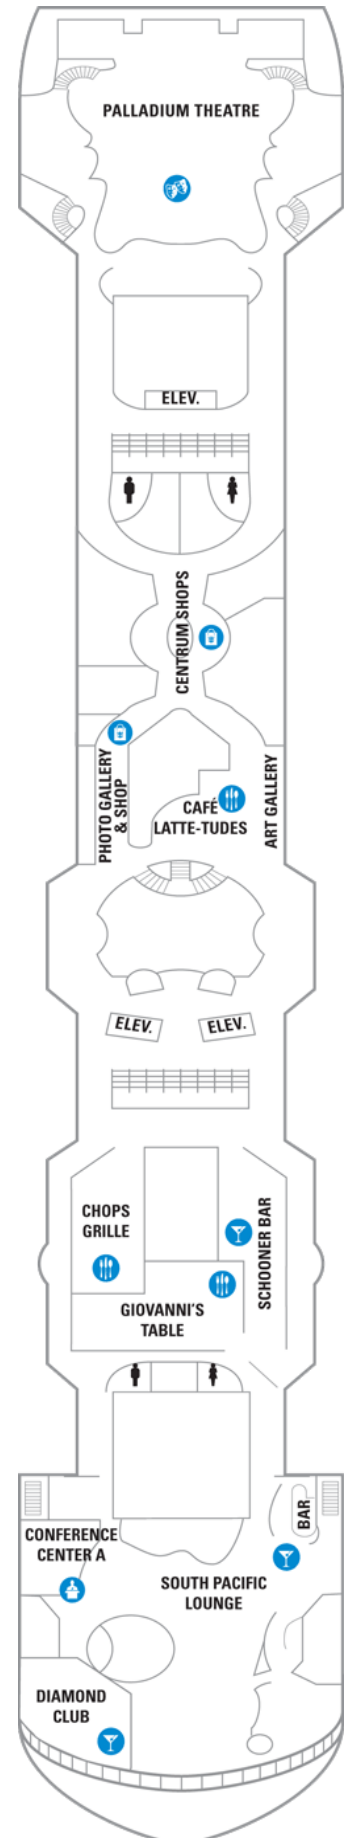 PALLADIUM THEATRE
ELEV.
CENTRUM SHOPS
PHOTO GALLERY
& SHOP
CAFÉ
LATTE-TUDES
ART GALLERY
ELEV.
ELEV.
CHOPS
GRILLE
SCHOONER BAR
GIOVANNI'S
TABLE
BAR
CONFERENCE
CENTER A
SOUTH PACIFIC
LOUNGE
DIAMOND
CLUB